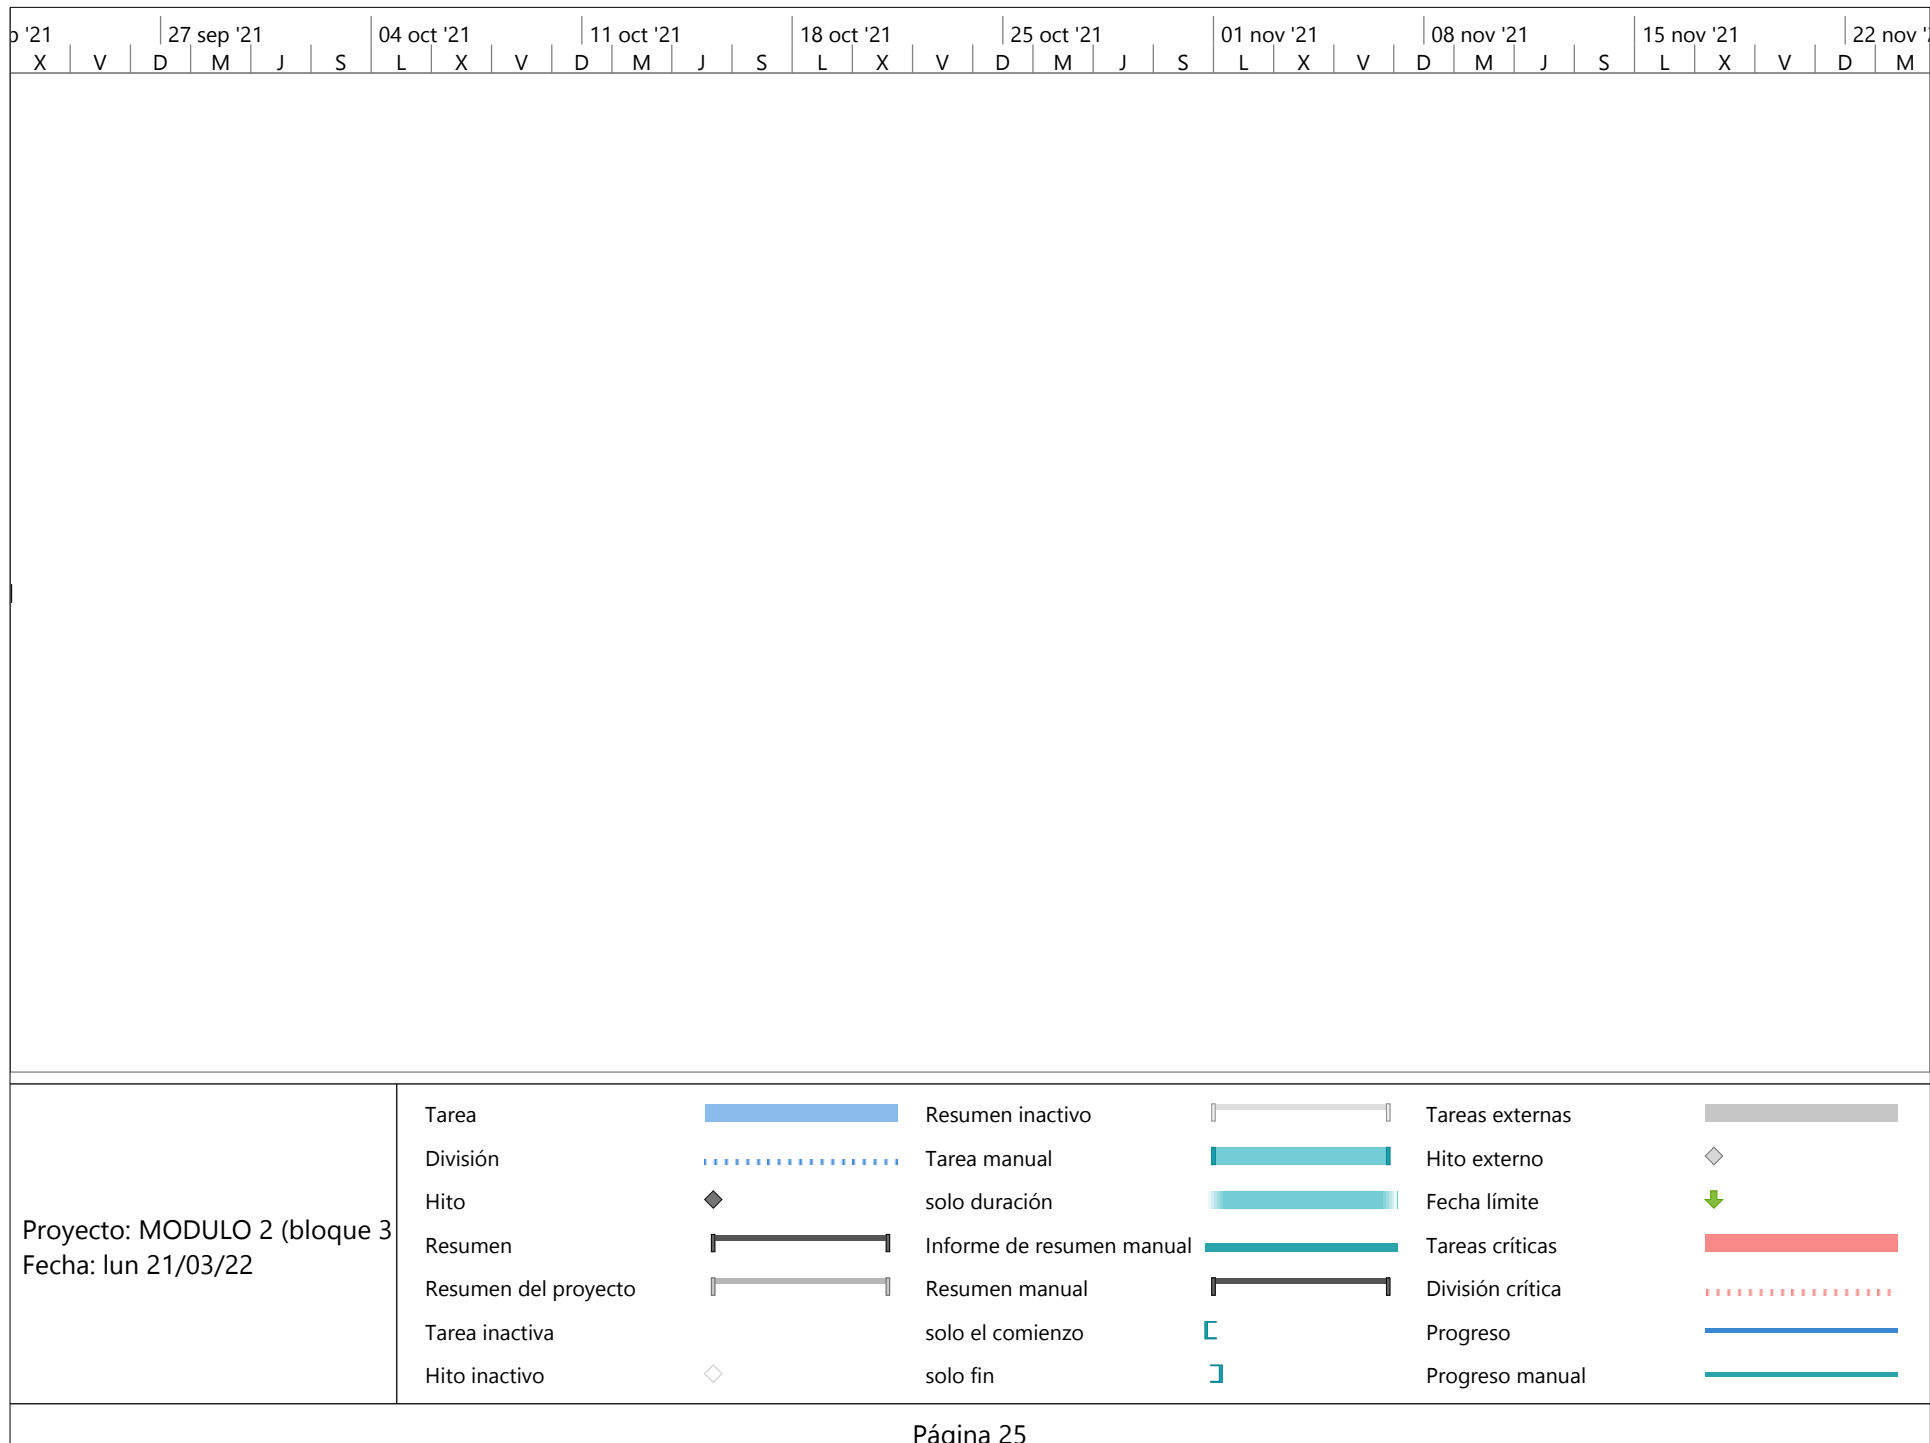 '21 27 sep '21 04 oct '21 11 oct '21 18 oct '21 25 oct '21 01 nov '21 08 nov '21 15 nov '21 22 nov '
X V D M J S L X V D M J S L X V D M J S L X V D M J S L X V D M
Tarea Resumen inactivo Tareas externas
División Tarea manual Hito externo
Hito solo duración Fecha límite
Proyecto: MODULO 2 (bloque 3
Resumen Informe de resumen manual Tareas críticas
Fecha: lun 21/03/22
Resumen del proyecto Resumen manual División crítica
Tarea inactiva solo el comienzo Progreso
Hito inactivo solo fin Progreso manual
Página 25